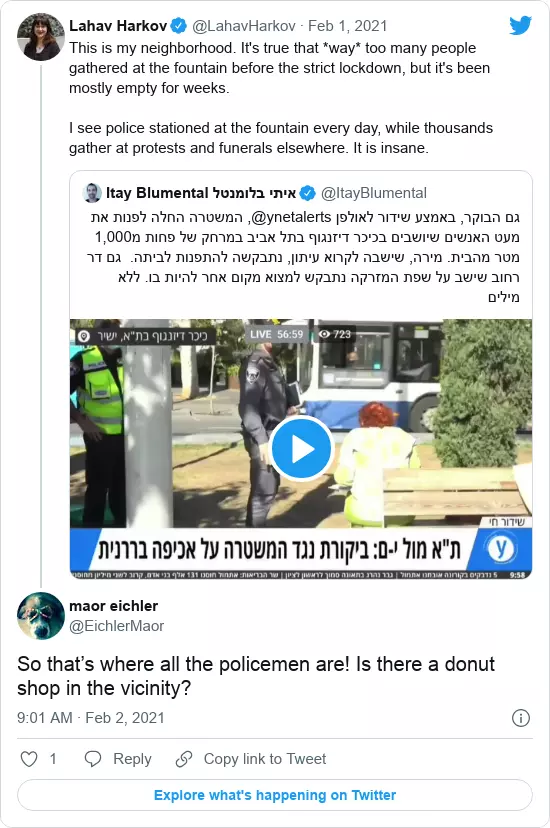 Lahav Harkov @LahavHarkov · Feb 1, 2021
This is my neighborhood. It's true that *way* too many people
gathered at the fountain before the strict lockdown, but it's been
mostly empty for weeks.
I see police stationed at the fountain every day, while thousands
gather at protests and funerals elsewhere. It is insane.
Itay Blumental איתי בלומנטל @ItayBlumental
גם הבוקר, באמצע שידור לאולפן @ynetalerts, המשטרה החלה לפנות את
מעט האנשים שיושבים בכיכר דיזנגוף בתל אביב במרחק של פחות מ1,000
מטר מהבית. מירה, שישבה לקרוא עיתון, נתבקשה להתפנות לביתה. גם דר
רחוב שישב על שפת המזרקה נתבקש למצוא מקום אחר להיות בו. ללא
מילים
כיכר דיזנגוף בת"א, ישיר
LIVE 56:59 723
שידור חי
ת"א מול י-ם: ביקורת נגד המשטרה על אכיפה בררנית
y
9:58
maor eichler
@EichlerMaor
So that’s where all the policemen are! Is there a donut
shop in the vicinity?
9:01 AM · Feb 2, 2021
1 Reply Copy link to Tweet
Explore what's happening on Twitter